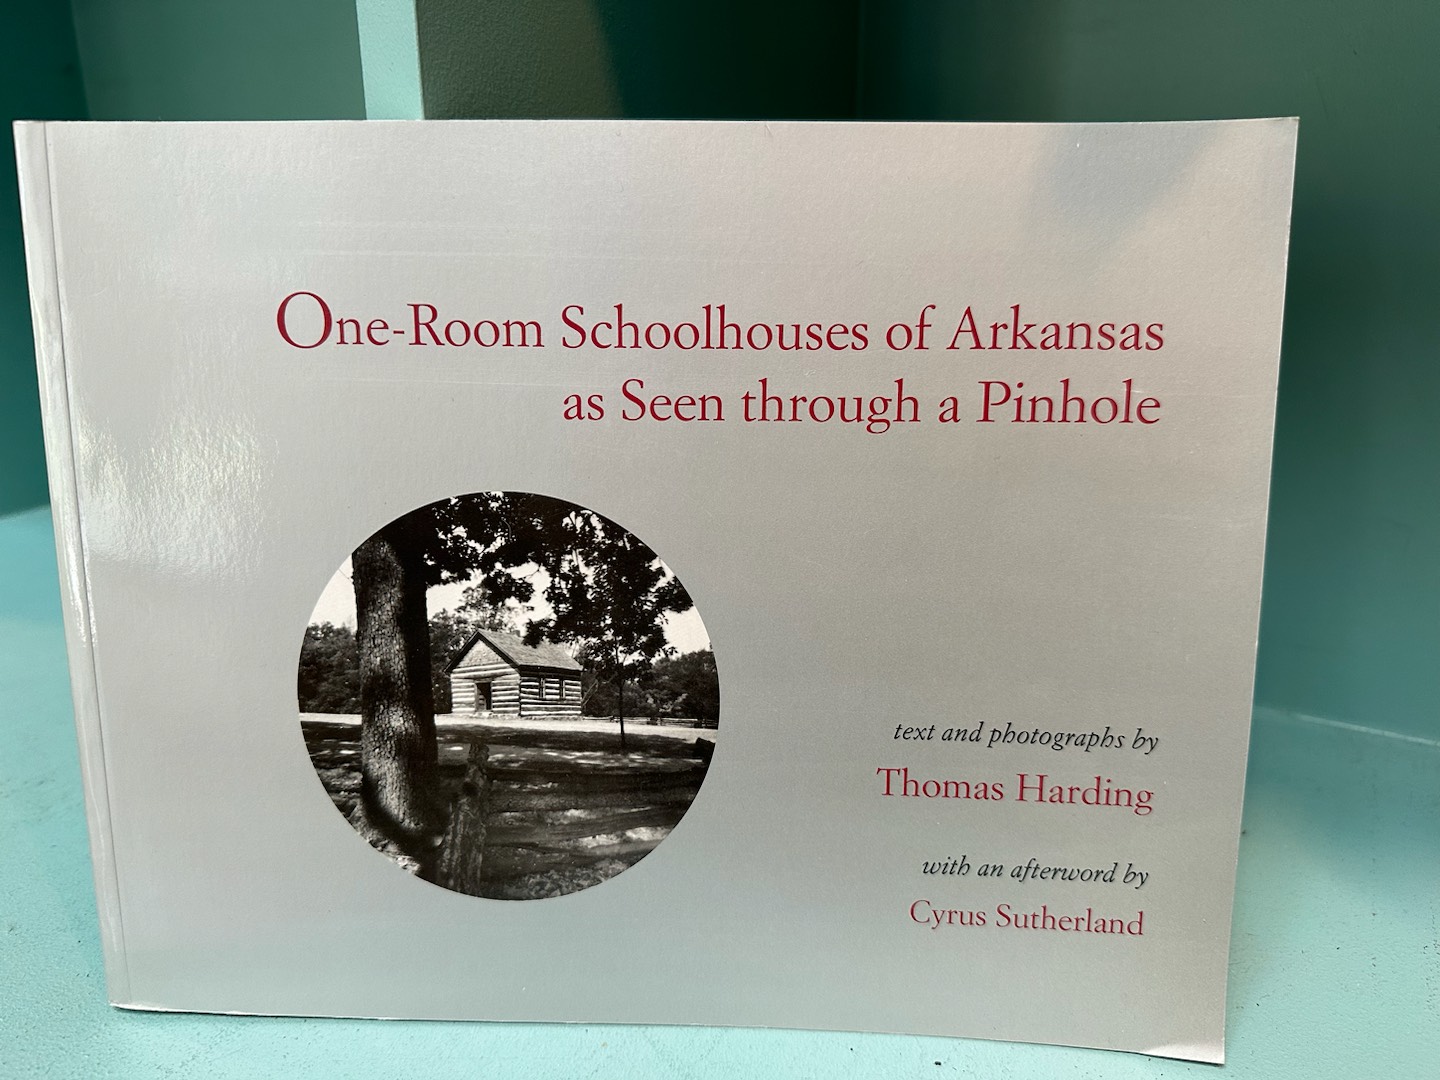 One-Room Schoolhouses of Arkansas
as Seen through a Pinhole
text and photographs by
Thomas Harding
with an afterword by
Cyrus Sutherland